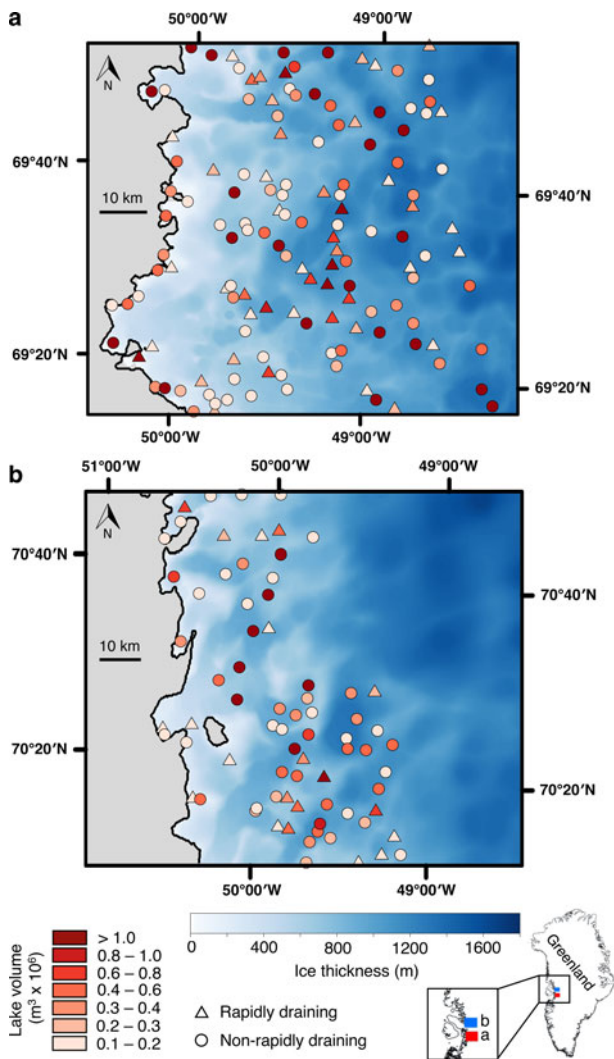 a
50°00'W 49°00'W
N
69°40'N 69°40'N
10 km
69°20'N 69°20'N
50°00'W 49°00'W
b
51°00'W 50°00'W 49°00'W
N
70°40'N 70°40'N
10 km
70°20'N 70°20'N
50°00'W 49°00'W
Lake volume
(m³ x 10⁶)
> 1.0
0.8 – 1.0
0.6 – 0.8
0.4 – 0.6
0.3 – 0.4
0.2 – 0.3
0.1 – 0.2
0 400 800 1200 1600
Ice thickness (m)
Rapidly draining
Non-rapidly draining
Greenland
b
a